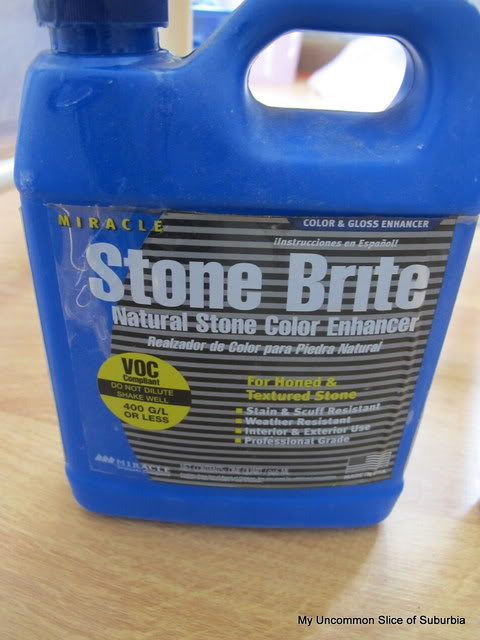 MIRACLE
COLOR & GLOSS ENHANCER
¡Instrucciones en Español!
Stone Brite
Natural Stone Color Enhancer
Realzador de Color para Piedra Natural
VOC
Compliant
DO NOT DILUTE
SHAKE WELL
400 G/L
OR LESS
For Honed &
Textured Stone
Stain & Scuff Resistant
Weather Resistant
Interior & Exterior Use
Professional Grade
MIRACLE
My Uncommon Slice of Suburbia